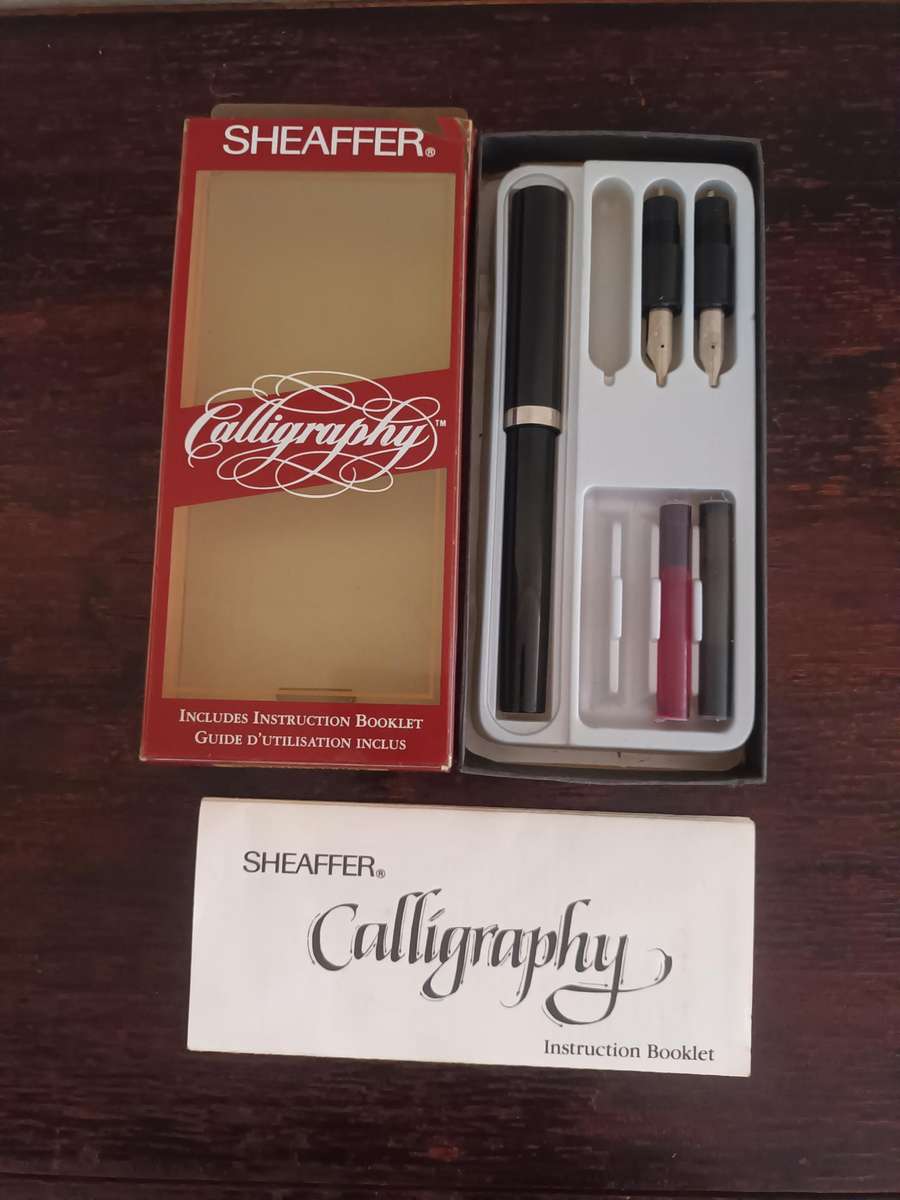 SHEAFFER®
Calligraphy™
INCLUDES INSTRUCTION BOOKLET
GUIDE D'UTILISATION INCLUS
SHEAFFER®
Calligraphy
Instruction Booklet